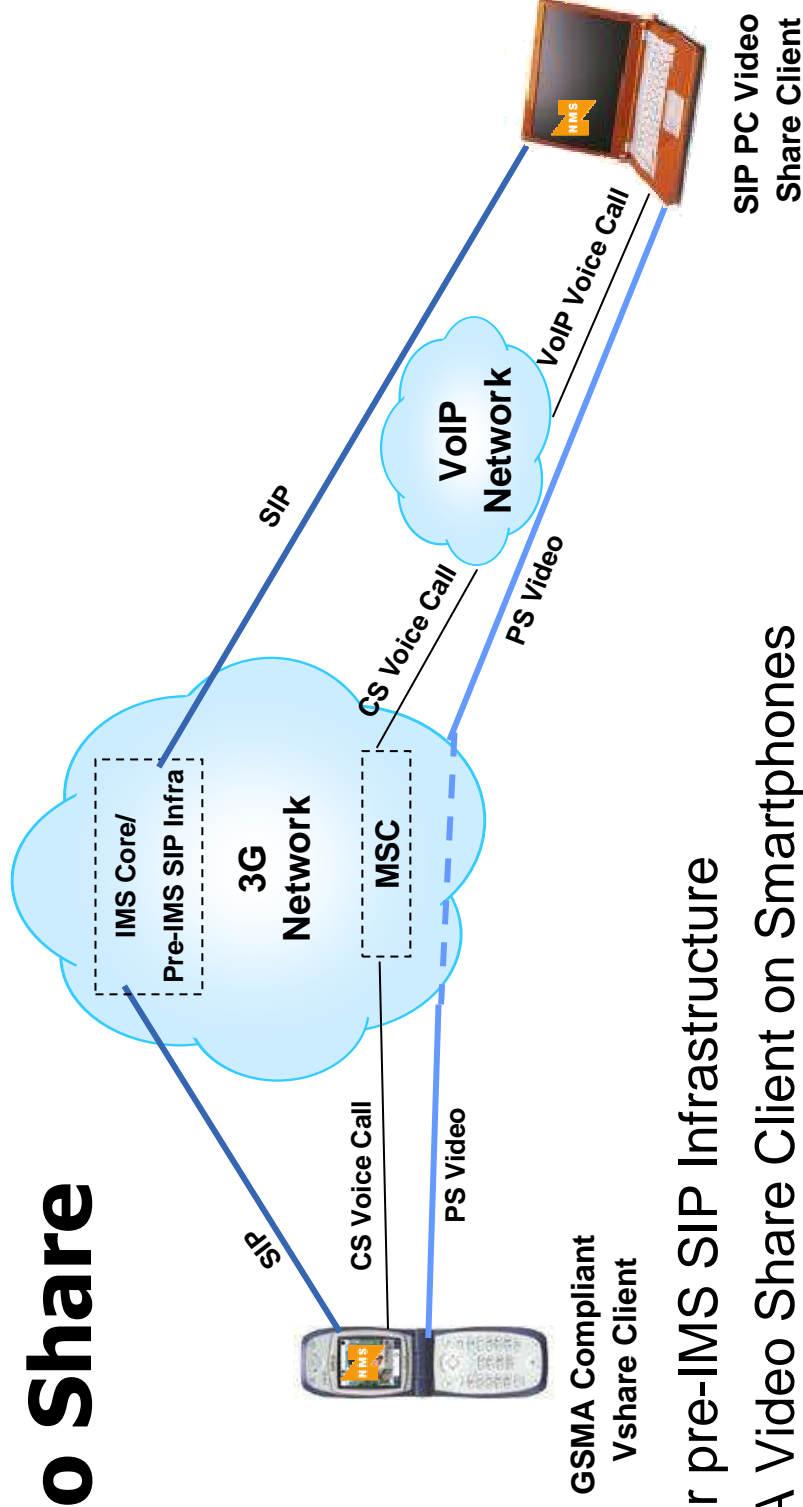 o Share
SIP
IMS Core/
Pre-IMS SIP Infra
SIP
3G
Network
CS Voice Call
MSC
CS Voice Call
VoIP
Network
VoIP Voice Call
PS Video
PS Video
NMS
NMS
GSMA Compliant
Vshare Client
SIP PC Video
Share Client
r pre-IMS SIP Infrastructure
A Video Share Client on Smartphones